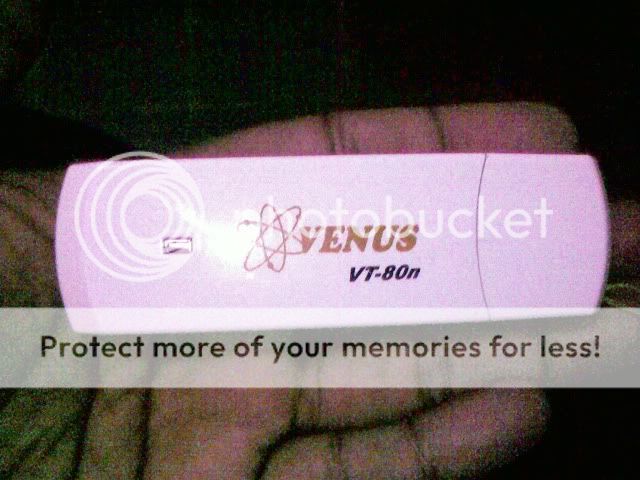 photobucket
VENUS
VT-80n
Protect more of your memories for less!